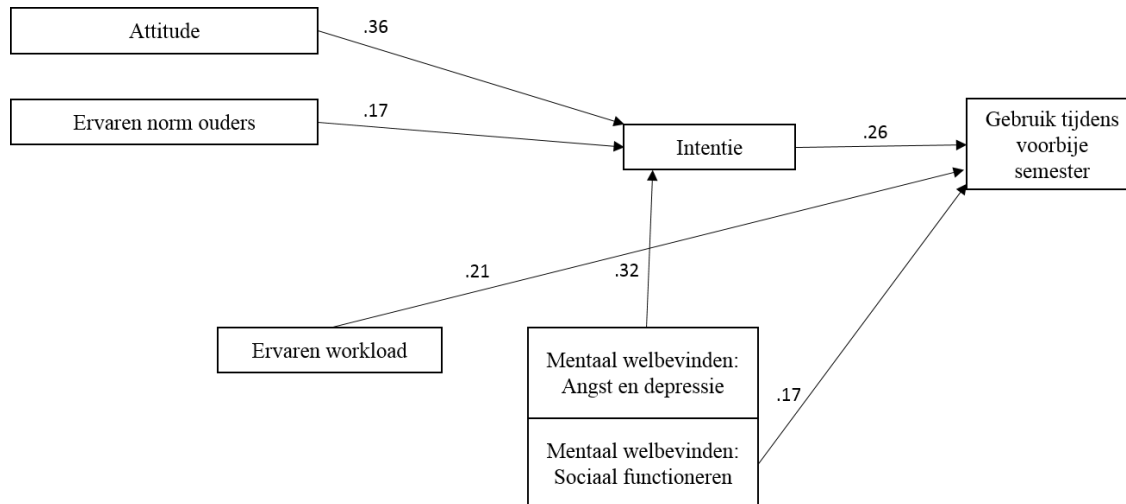 Attitude
.36
Ervaren norm ouders
.17
Intentie
.26
Gebruik tijdens
voorbije
semester
.21
.32
Ervaren workload
Mentaal welbevinden:
Angst en depressie
.17
Mentaal welbevinden:
Sociaal functioneren